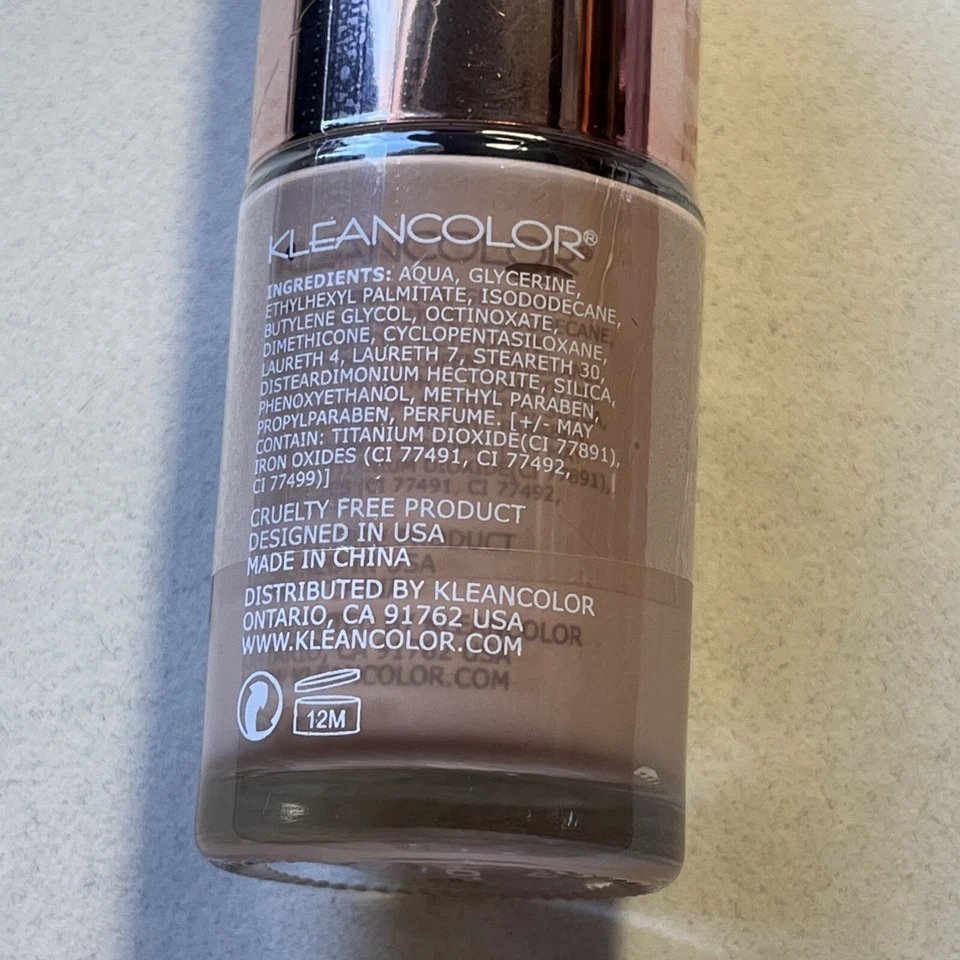 KLEANCOLOR®
INGREDIENTS: AQUA, GLYCERINE,
ETHYLHEXYL PALMITATE, ISODODECANE,
BUTYLENE GLYCOL, OCTINOXATE,
DIMETHICONE, CYCLOPENTASILOXANE,
LAURETH 4, LAURETH 7, STEARETH 30,
DISTEARDIMONIUM HECTORITE, SILICA,
PHENOXYETHANOL, METHYL PARABEN,
PROPYLPARABEN, PERFUME. [+/- MAY
CONTAIN: TITANIUM DIOXIDE(CI 77891),
IRON OXIDES (CI 77491, CI 77492,
CI 77499)]
CRUELTY FREE PRODUCT
DESIGNED IN USA
MADE IN CHINA
DISTRIBUTED BY KLEANCOLOR
ONTARIO, CA 91762 USA
WWW.KLEANCOLOR.COM
12M